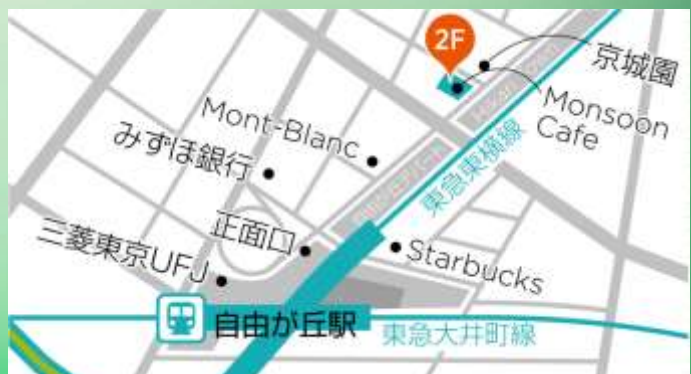 2F
京城園
Monsoon
Cafe
Mont-Blanc
みずほ銀行
東急東横線
正面口
三菱東京UFJ
Starbucks
自由が丘駅
東急大井町線